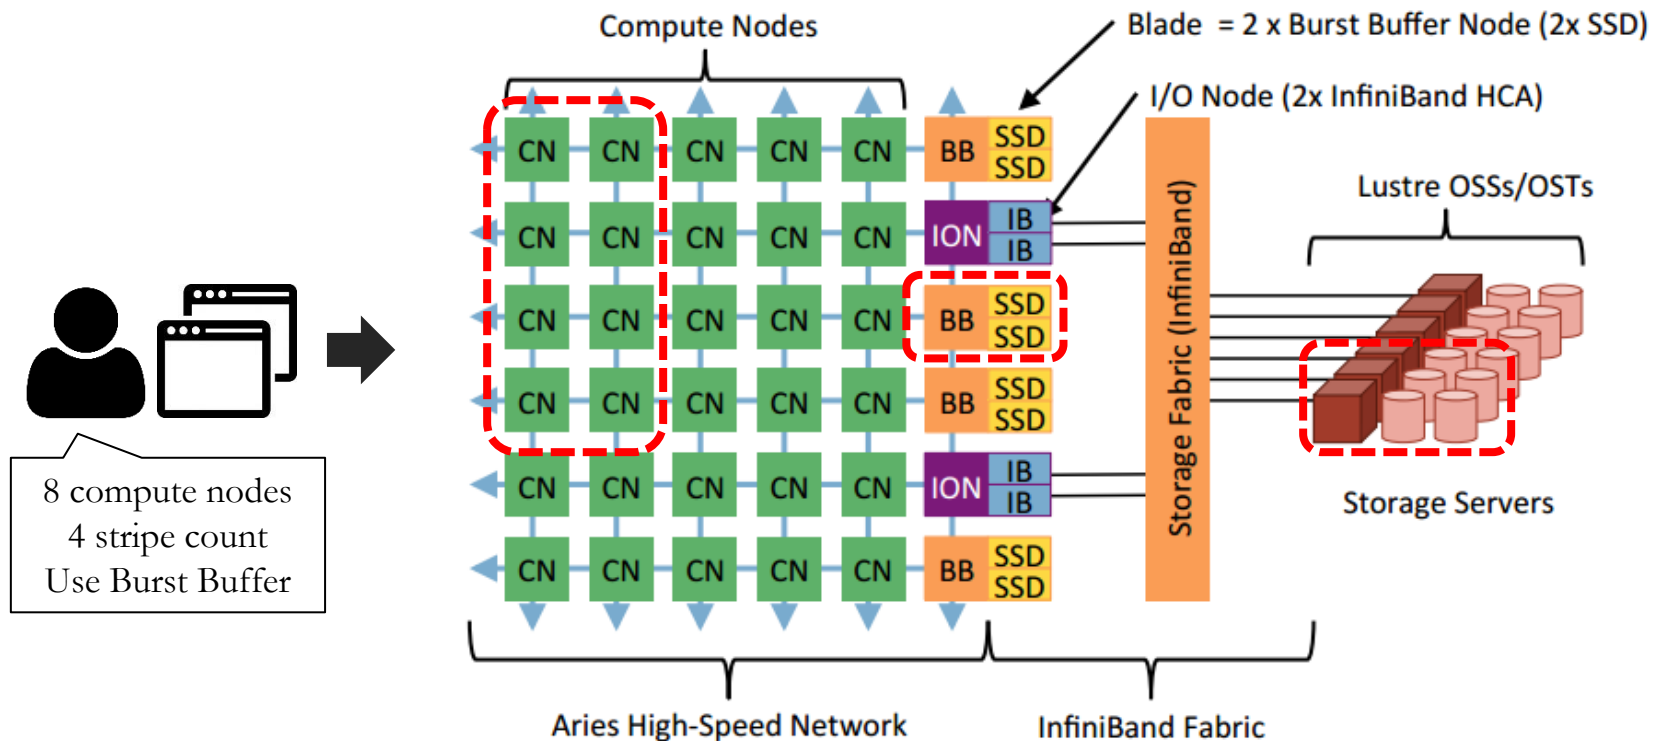 Compute Nodes
Blade = 2 x Burst Buffer Node (2x SSD)
I/O Node (2x InfiniBand HCA)
CN CN CN CN CN BB SSD
SSD
CN CN CN CN CN ION IB
IB
CN CN CN CN CN BB SSD
SSD
CN CN CN CN CN BB SSD
SSD
CN CN CN CN CN ION IB
IB
CN CN CN CN CN BB SSD
SSD
Storage Fabric (InfiniBand)
Lustre OSSs/OSTs
Storage Servers
8 compute nodes
4 stripe count
Use Burst Buffer
Aries High-Speed Network
InfiniBand Fabric